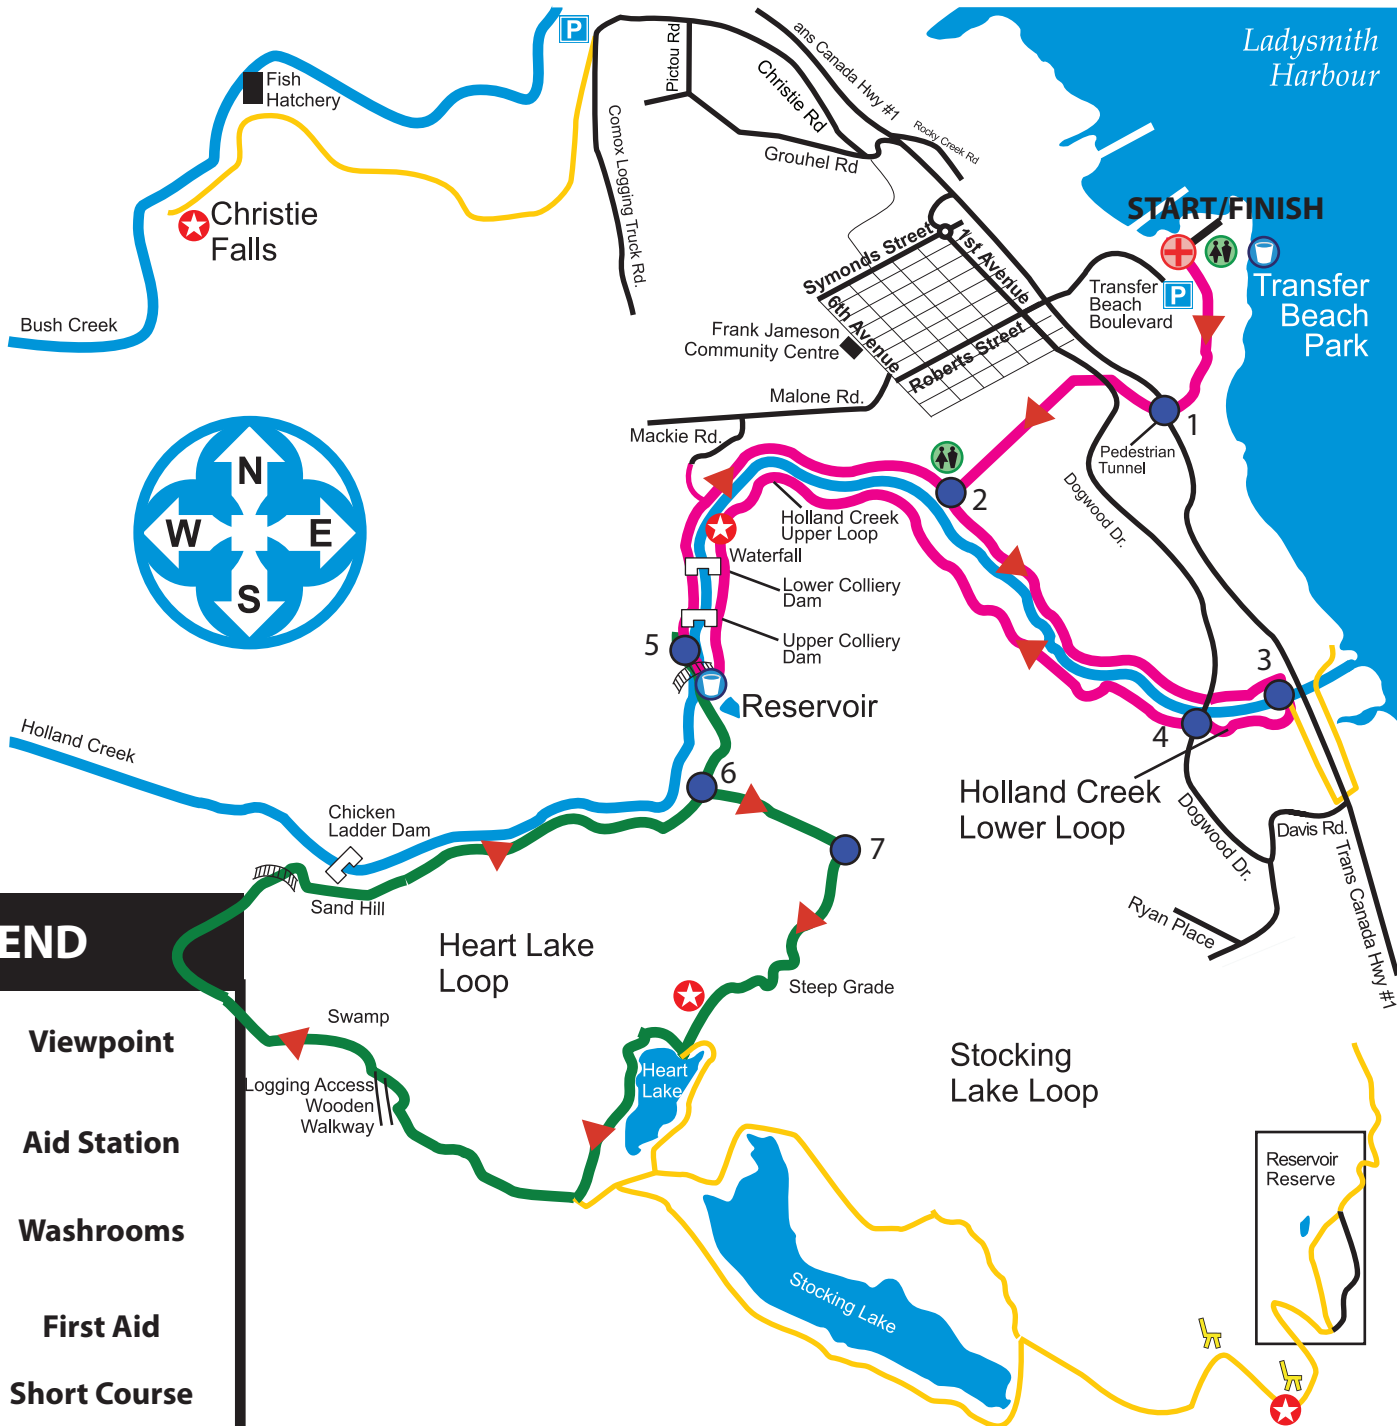 Ladysmith
Harbour
P
Fish
Hatchery
Pictou Rd
Christie Rd
ans Canada Hwy #1
Rocky Creek Rd
Grouhel Rd
Comox Logging Truck Rd.
Christie
Falls
Bush Creek
START/FINISH
Transfer
Beach
Park
Transfer
Beach
Boulevard
P
Symonds Street
1st Avenue
6th Avenue
Roberts Street
Frank Jameson
Community Centre
Malone Rd.
Mackie Rd.
1
Pedestrian
Tunnel
2
Dogwood Dr.
N
W
E
S
Holland Creek
Upper Loop
Waterfall
Lower Colliery
Dam
Upper Colliery
Dam
5
3
4
Reservoir
Holland Creek
6
Holland Creek
Lower Loop
Chicken
Ladder Dam
7
Dogwood Dr.
Davis Rd.
Trans Canada Hwy #1
Ryan Place
Sand Hill
END
Heart Lake
Loop
Steep Grade
Swamp
Viewpoint
Logging Access
Wooden
Walkway
Heart
Lake
Stocking
Lake Loop
Aid Station
Reservoir
Reserve
Washrooms
Stocking Lake
First Aid
Short Course